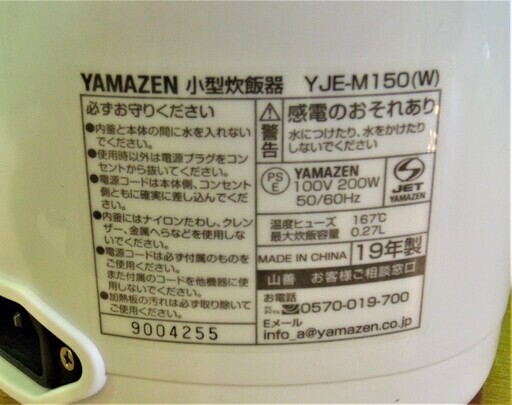 YAMAZEN 小型炊飯器 YJE-M150(W)
必ずお守りください
●内釜と本体の間に水を入れない
でください。
●使用時以外は電源プラグをコン
セントから抜いてください。
●電源コードは本体側、コンセント
側ともに確実に差し込んでくだ
さい。
●内釜にはナイロンたわし、クレン
ザー、金属へらなどを使用しな
いでください。
●電源コードは必ず付属のものを
ご使用ください。
また付属のコードを他機器に使
用しないでください。
●加熱板の汚れは必ず取り除いて
ご使用ください。
9004255
警告
感電のおそれあり
水につけたり、水をかけたり
しないでください
PS
E
YAMAZEN
100V 200W
50/60Hz
JET
YAMAZEN
温度ヒューズ 167℃
最大炊飯容量 0.27L
MADE IN CHINA 19年製
山善 お客様ご相談窓口
お電話
0570-019-700
Eメール
info_a@yamazen.co.jp